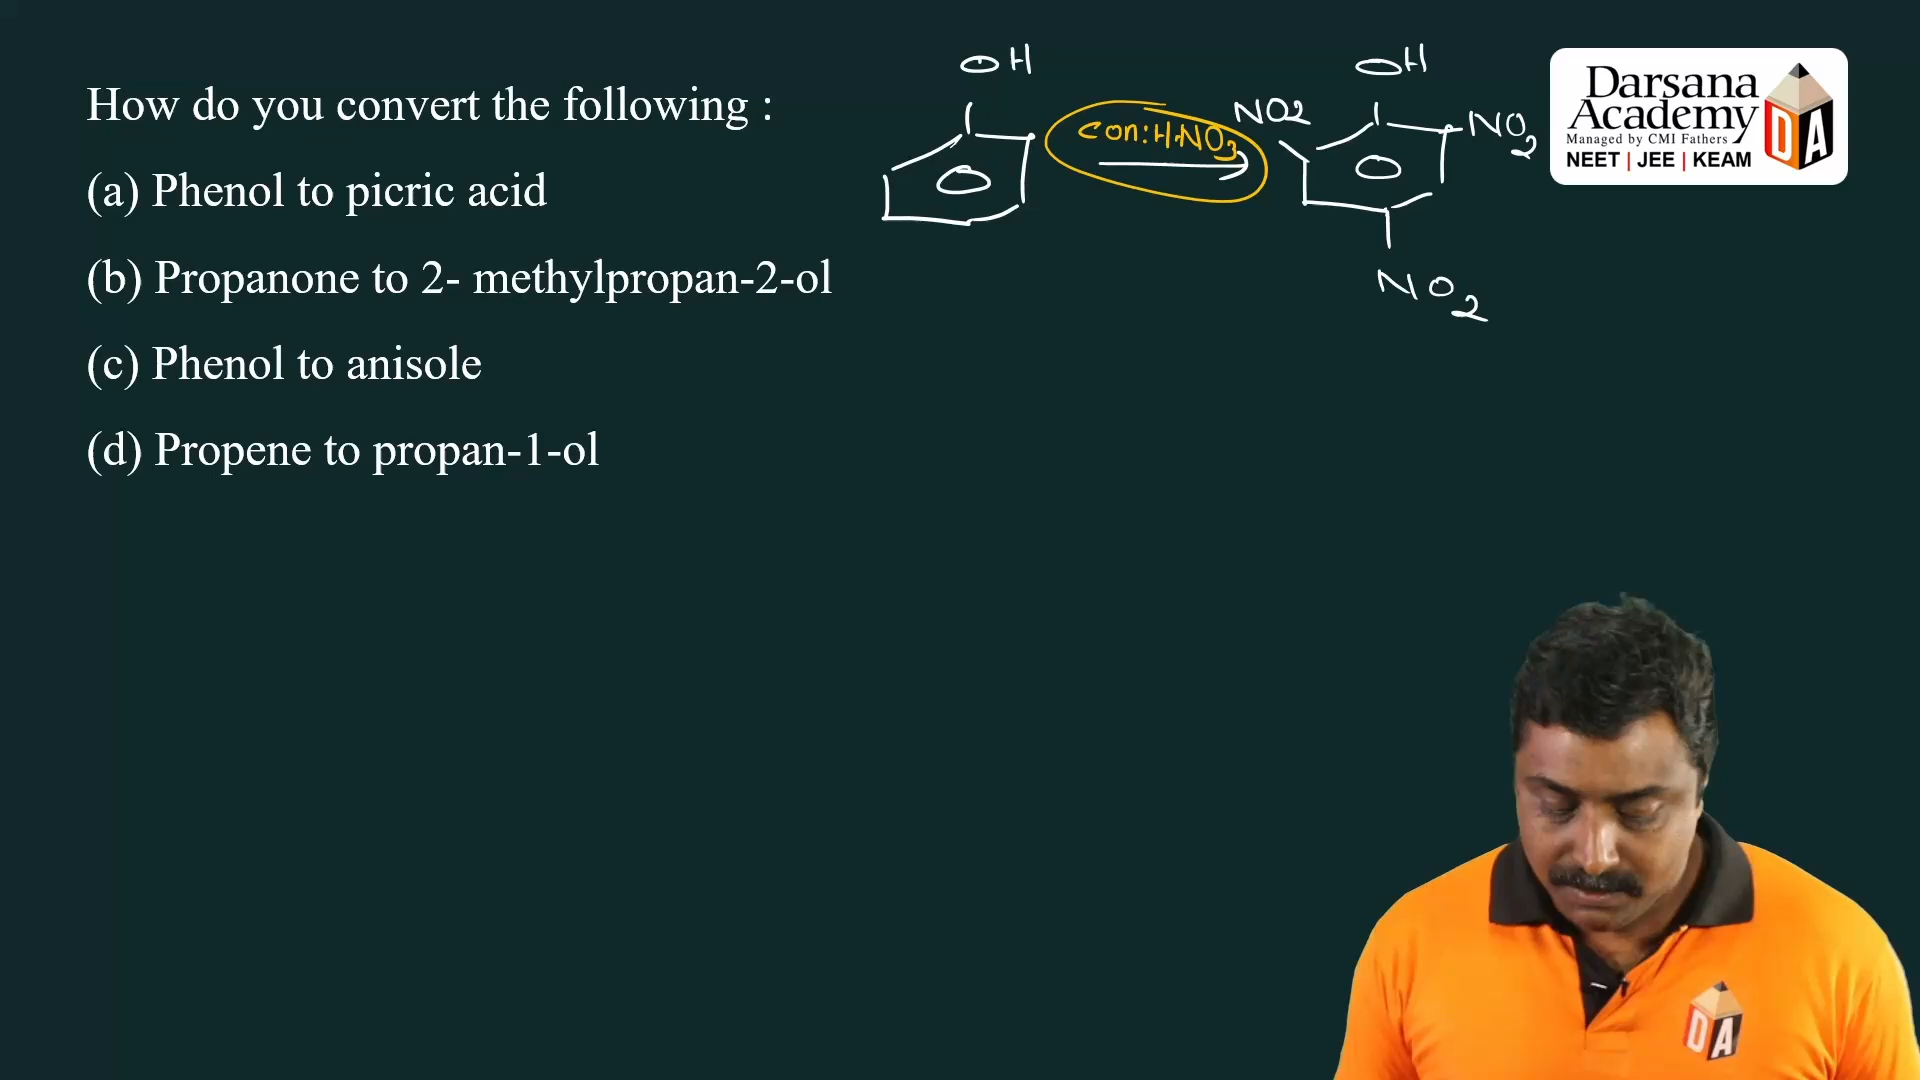 How do you convert the following :
(a) Phenol to picric acid
(b) Propanone to 2- methylpropan-2-ol
(c) Phenol to anisole
(d) Propene to propan-1-ol
OH
con:HNO3
OH
NO2
NO2
NO2
Darsana
Academy
Managed by CMI Fathers
NEET | JEE | KEAM
DA
DA